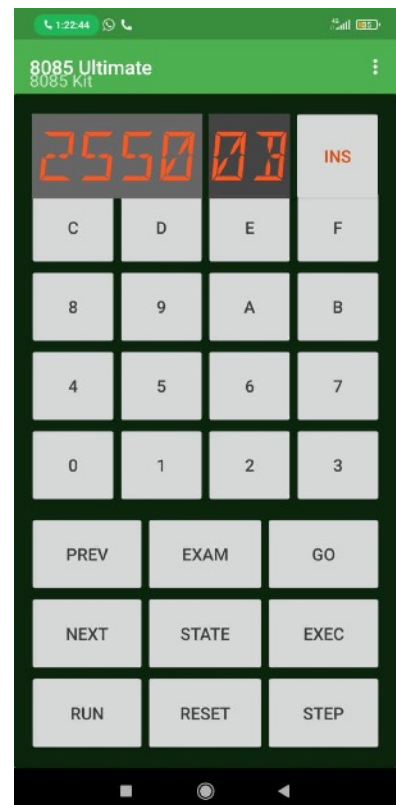 1:22:44
8085 Ultimate
8085 Kit
2550 0B INS
C D E F
8 9 A B
4 5 6 7
0 1 2 3
PREV EXAM GO
NEXT STATE EXEC
RUN RESET STEP